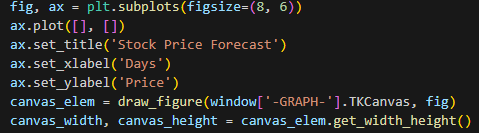 fig, ax = plt.subplots(figsize=(8, 6))
ax.plot([], [])
ax.set_title('Stock Price Forecast')
ax.set_xlabel('Days')
ax.set_ylabel('Price')
canvas_elem = draw_figure(window['-GRAPH-'].TKCanvas, fig)
canvas_width, canvas_height = canvas_elem.get_width_height()